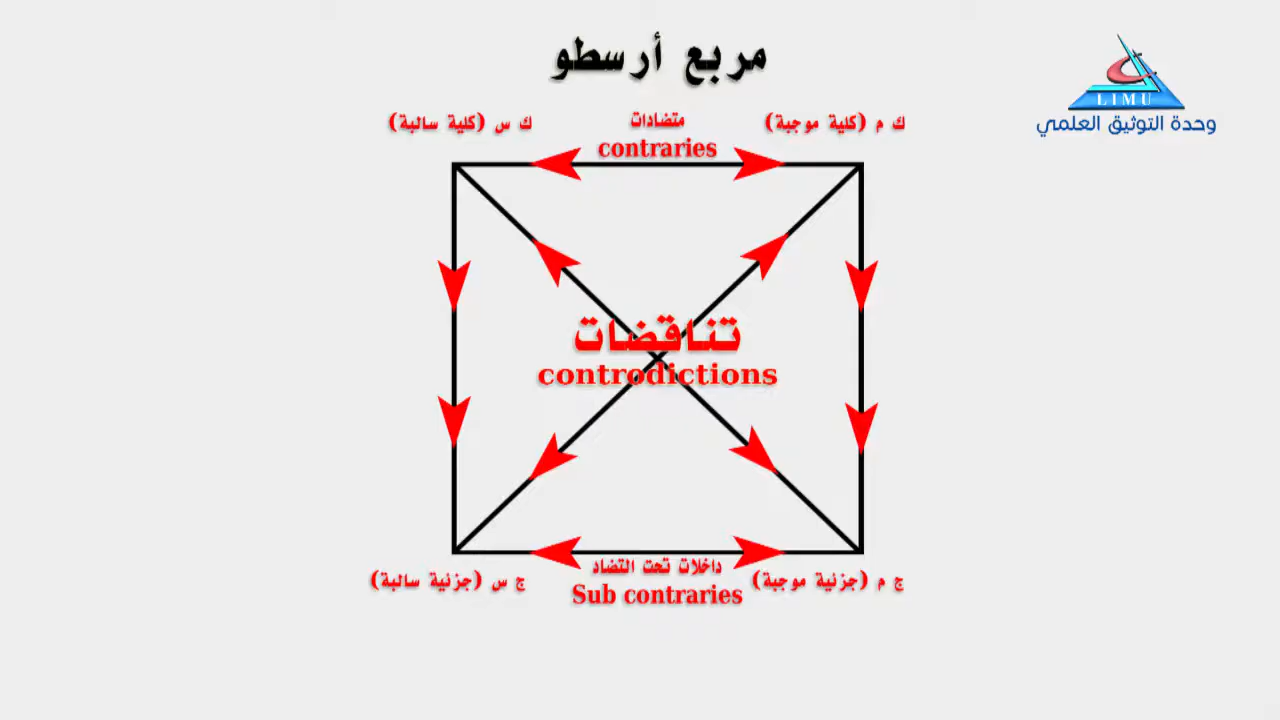 مربع أرسطو
LIMU
وحدة التوثيق العلمي
ك م (كلية موجبة)
متضادات
contraries
ك س (كلية سالبة)
تناقضات
controdictions
ج م (جزئية موجبة)
داخلات تحت التضاد
Sub contraries
ج س (جزئية سالبة)